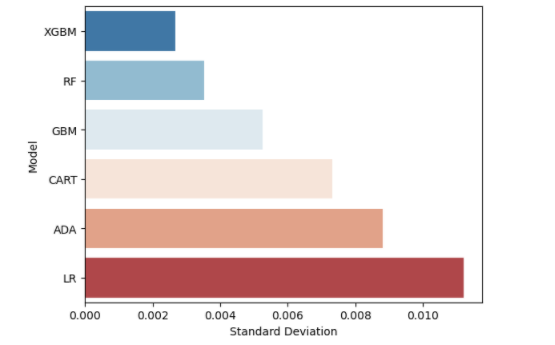 XGBM
RF
GBM
CART
ADA
LR
Model
0.000 0.002 0.004 0.006 0.008 0.010
Standard Deviation